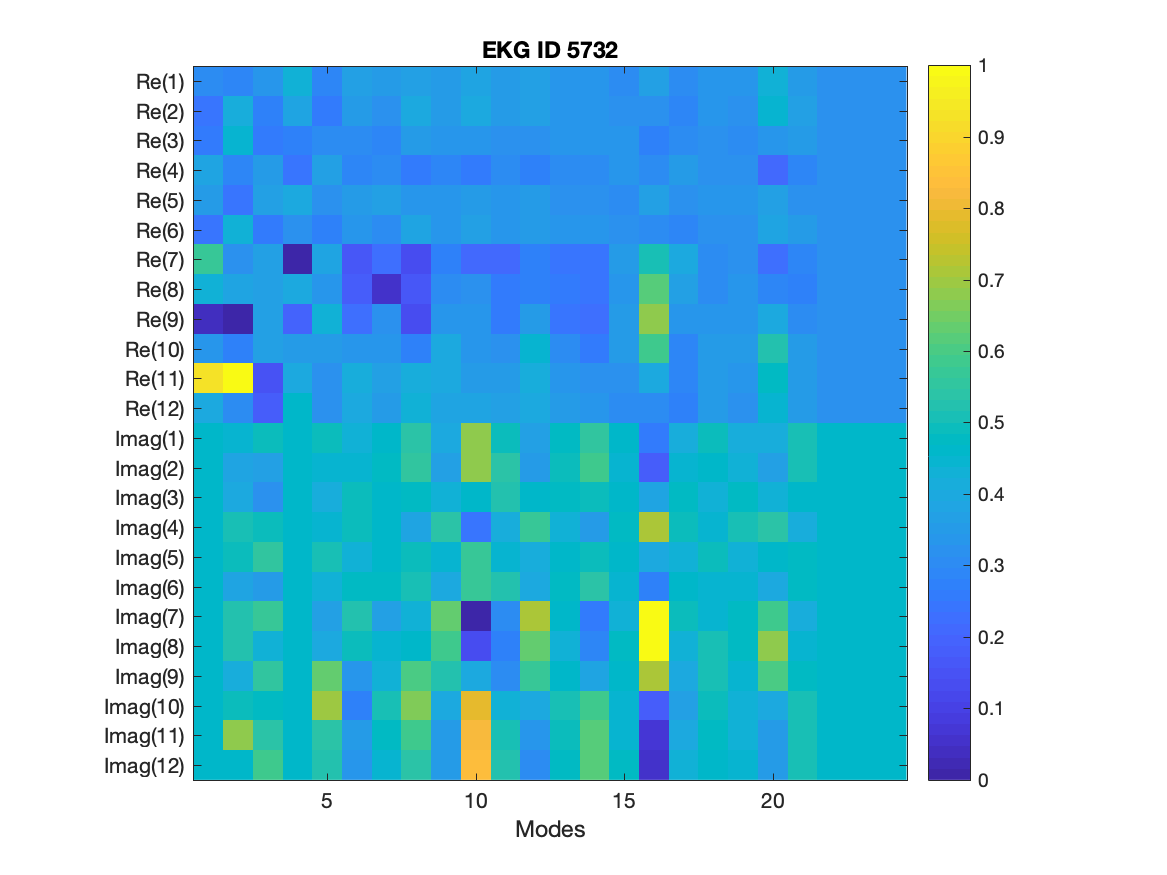 EKG ID 5732
Re(1)
Re(2)
Re(3)
Re(4)
Re(5)
Re(6)
Re(7)
Re(8)
Re(9)
Re(10)
Re(11)
Re(12)
Imag(1)
Imag(2)
Imag(3)
Imag(4)
Imag(5)
Imag(6)
Imag(7)
Imag(8)
Imag(9)
Imag(10)
Imag(11)
Imag(12)
5 10 15 20
Modes
1
0.9
0.8
0.7
0.6
0.5
0.4
0.3
0.2
0.1
0